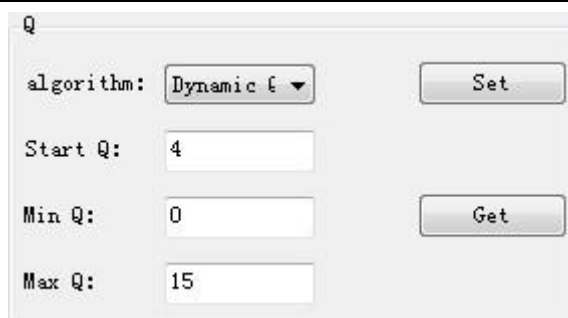 Q
algorithm: Dynamic Set
Start Q: 4
Min Q: 0 Get
Max Q: 15